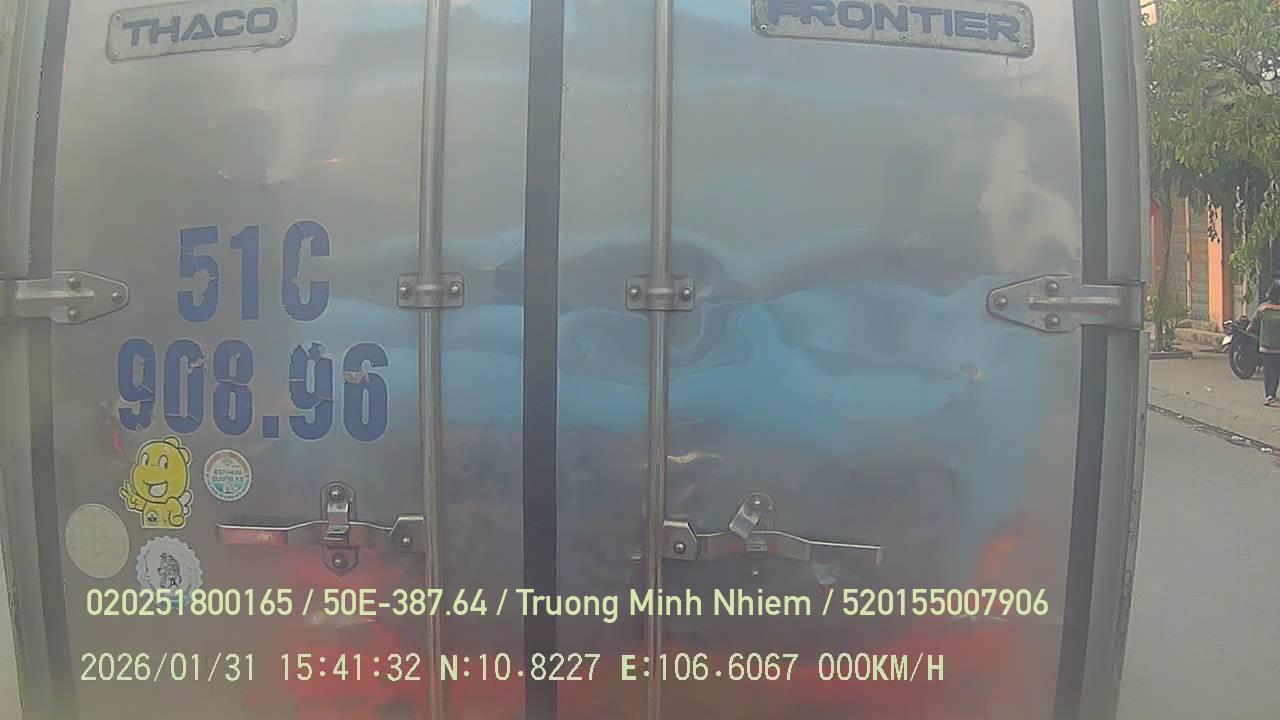 THACO
FRONTIER
51C
908.96
020251800165 / 50E-387.64 / Truong Minh Nhiem / 520155007906
2026/01/31 15:41:32 N:10.8227 E:106.6067 000KM/H